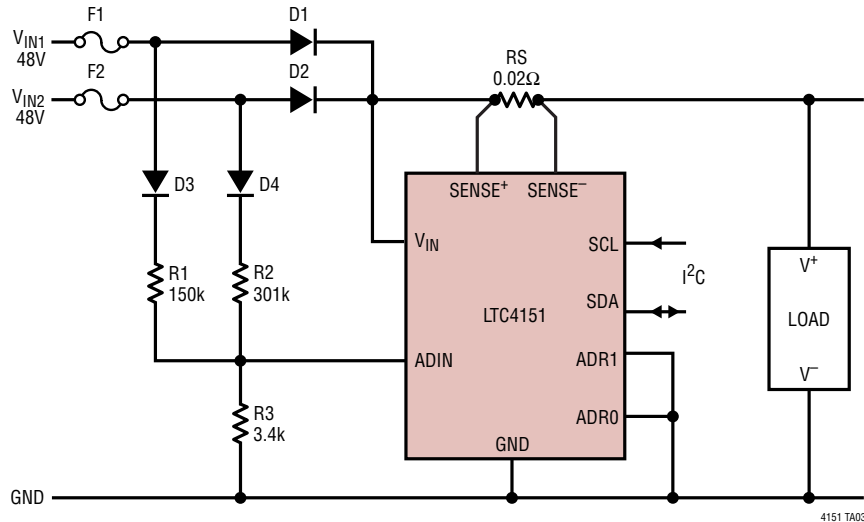 F1
D1
VIN1
48V
F2
D2
RS
0.02Ω
VIN2
48V
D3
D4
SENSE+
SENSE–
VIN
SCL
I2C
R1
150k
R2
301k
LTC4151
SDA
V+
LOAD
V–
ADIN
ADR1
R3
3.4k
ADR0
GND
GND
4151 TA03